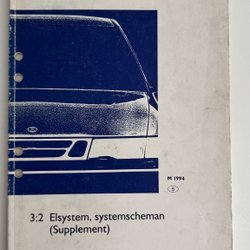 M 1994
S
3:2 Elsystem, systemscheman
(Supplement)